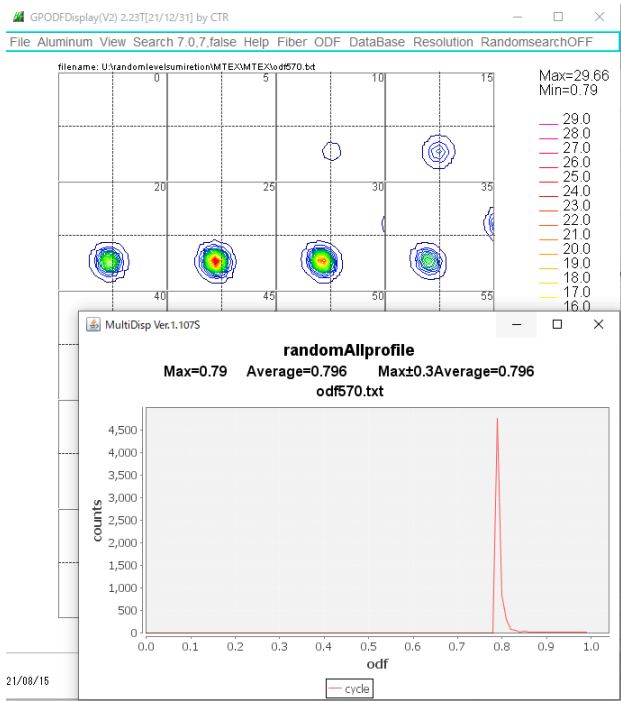 GPODFDisplay(V2) 2.23T[21/12/31] by CTR
File Aluminum View Search 7.0,7,false Help Fiber ODF DataBase Resolution RandomsearchOFF
filename: U:\randomlevelsumiretion\MTEX\MTEX\odf570.txt
0 5 10 15
Max=29.66
Min=0.79
29.0
28.0
27.0
26.0
25.0
24.0
23.0
22.0
21.0
20.0
19.0
18.0
17.0
16.0
20 25 30 35
40 45 50 55
MultiDisp Ver.1.107S
randomAllprofile
Max=0.79 Average=0.796 Max±0.3Average=0.796
odf570.txt
counts
4,500
4,000
3,500
3,000
2,500
2,000
1,500
1,000
500
0
0.0 0.1 0.2 0.3 0.4 0.5 0.6 0.7 0.8 0.9 1.0
odf
cycle
21/08/15